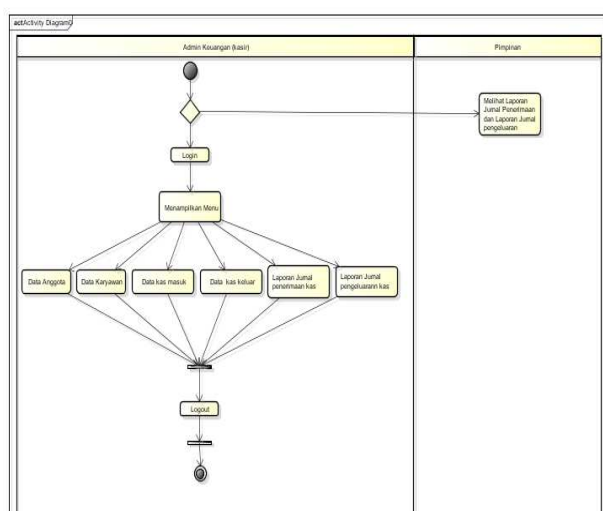 act Activity Diagram0
Admin Keuangan (kasir)
Pimpinan
Melihat Laporan
Jurnal Penerimaan
dan Laporan Jurnal
pengeluaran
Login
Menampilkan Menu
Data Anggota
Data Karyawan
Data kas masuk
Data kas keluar
Laporan Jurnal
penerimaan kas
Laporan Jurnal
pengeluarann kas
Logout